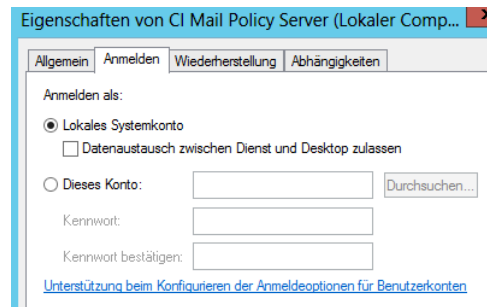 Eigenschaften von CI Mail Policy Server (Lokaler Comp...
Allgemein Anmelden Wiederherstellung Abhängigkeiten
Anmelden als:
Lokales Systemkonto
Datenaustausch zwischen Dienst und Desktop zulassen
Dieses Konto: Durchsuchen...
Kennwort:
Kennwort bestätigen:
Unterstützung beim Konfigurieren der Anmeldeoptionen für Benutzerkonten